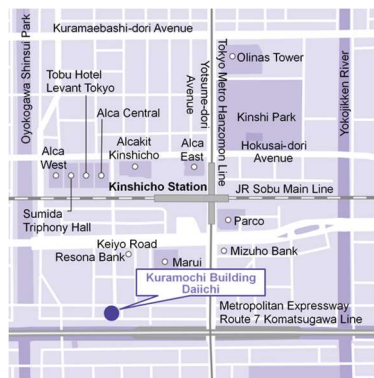 Kuramaebashi-dori Avenue
Oyokogawa Shinsui Park
Tobu Hotel
Levant Tokyo
Yotsume-dori
Avenue
Tokyo Metro Hanzomon Line
Olinas Tower
Yokojikken River
Alca Central
Kinshi Park
Alca
West
Alcakit
Kinshicho
Alca
East
Hokusai-dori
Avenue
Kinshicho Station
JR Sobu Main Line
Sumida
Triphony Hall
Parco
Keiyo Road
Resona Bank
Marui
Mizuho Bank
Kuramochi Building
Daiichi
Metropolitan Expressway
Route 7 Komatsugawa Line